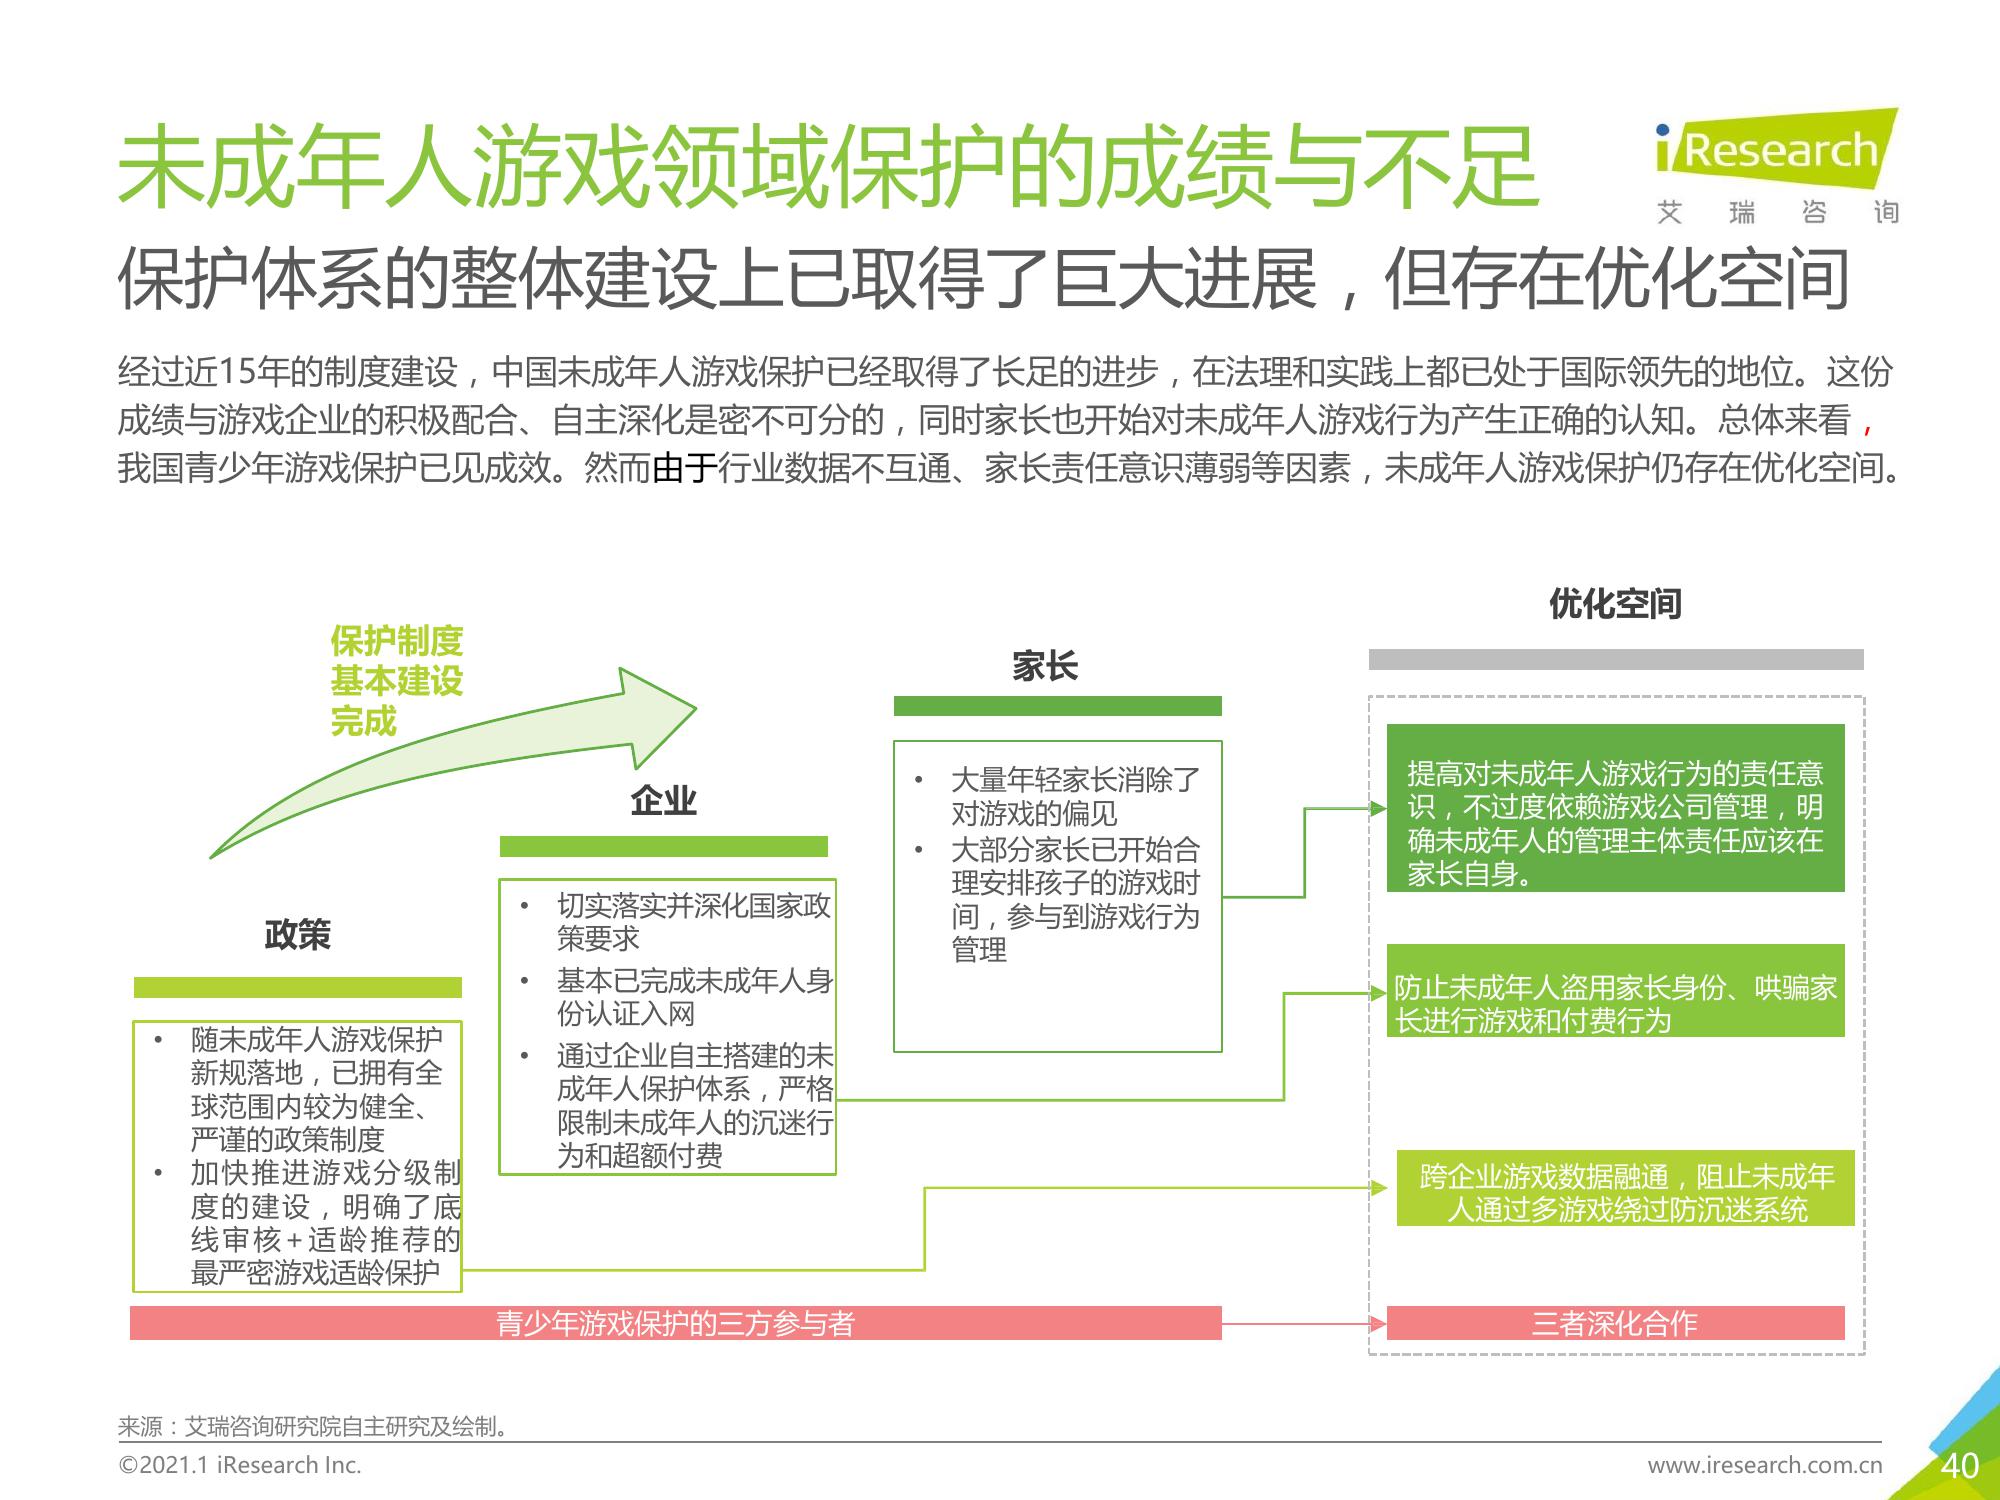 未成年人游戏领域保护的成绩与不足
iResearch
艾瑞咨询
保护体系的整体建设上已取得了巨大进展，但存在优化空间
经过近15年的制度建设，中国未成年人游戏保护已经取得了长足的进步，在法理和实践上都已处于国际领先的地位。这份
成绩与游戏企业的积极配合、自主深化是密不可分的，同时家长也开始对未成年人游戏行为产生正确的认知。总体来看，
我国青少年游戏保护已见成效。然而由于行业数据不互通、家长责任意识薄弱等因素，未成年人游戏保护仍存在优化空间。
保护制度
基本建设
完成
政策
• 随未成年人游戏保护
新规落地，已拥有全
球范围内较为健全、
严谨的政策制度
• 加快推进游戏分级制
度的建设，明确了底
线审核+适龄推荐的
最严密游戏适龄保护
企业
• 切实落实并深化国家政
策要求
• 基本已完成未成年人身
份认证入网
• 通过企业自主搭建的未
成年人保护体系，严格
限制未成年人的沉迷行
为和超额付费
家长
• 大量年轻家长消除了
对游戏的偏见
• 大部分家长已开始合
理安排孩子的游戏时
间，参与到游戏行为
管理
优化空间
提高对未成年人游戏行为的责任意
识，不过度依赖游戏公司管理，明
确未成年人的管理主体责任应该在
家长自身。
防止未成年人盗用家长身份、哄骗家
长进行游戏和付费行为
跨企业游戏数据融通，阻止未成年
人通过多游戏绕过防沉迷系统
青少年游戏保护的三方参与者
三者深化合作
来源：艾瑞咨询研究院自主研究及绘制。
©2021.1 iResearch Inc.
www.iresearch.com.cn
40